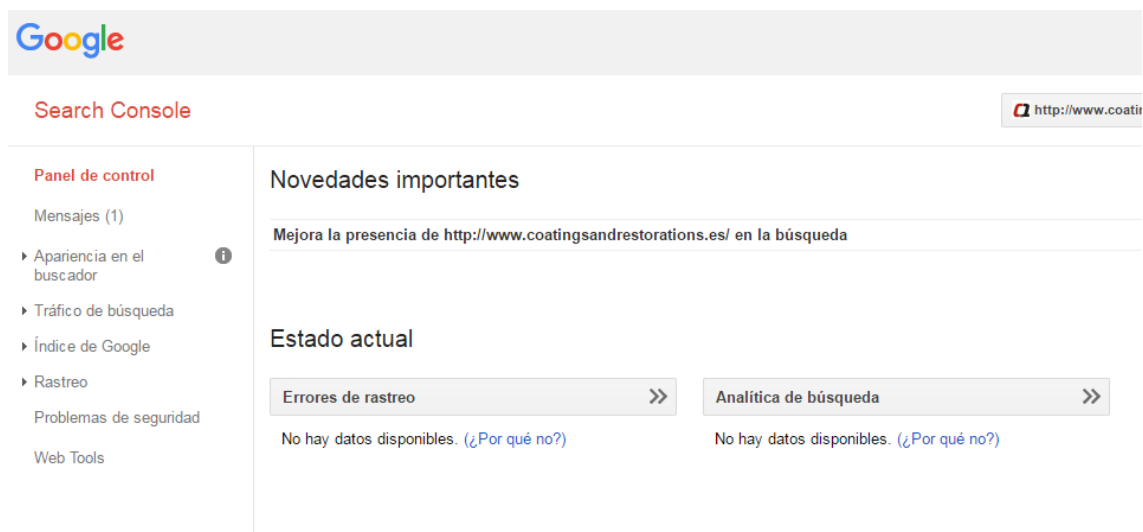 Google
Search Console
http://www.coatin
Panel de control
Mensajes (1)
Apariencia en el
buscador
Tráfico de búsqueda
Índice de Google
Rastreo
Problemas de seguridad
Web Tools
Novedades importantes
Mejora la presencia de http://www.coatingsandrestorations.es/ en la búsqueda
Estado actual
Errores de rastreo
No hay datos disponibles. (¿Por qué no?)
Analítica de búsqueda
No hay datos disponibles. (¿Por qué no?)